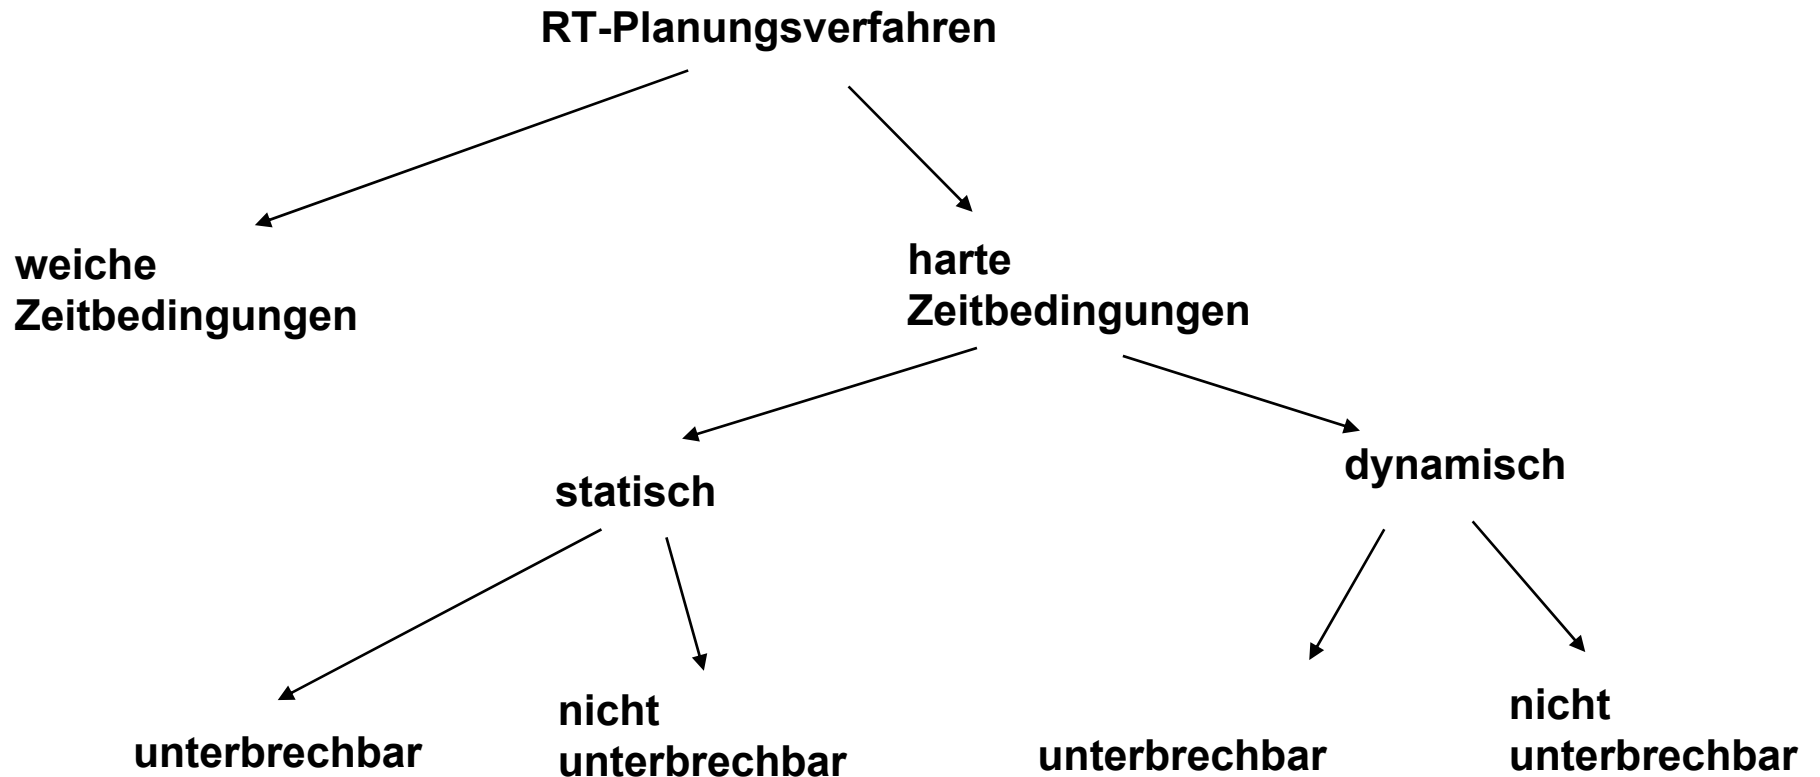 RT-Planungsverfahren
weiche
Zeitbedingungen
harte
Zeitbedingungen
statisch
dynamisch
unterbrechbar
nicht
unterbrechbar
unterbrechbar
nicht
unterbrechbar